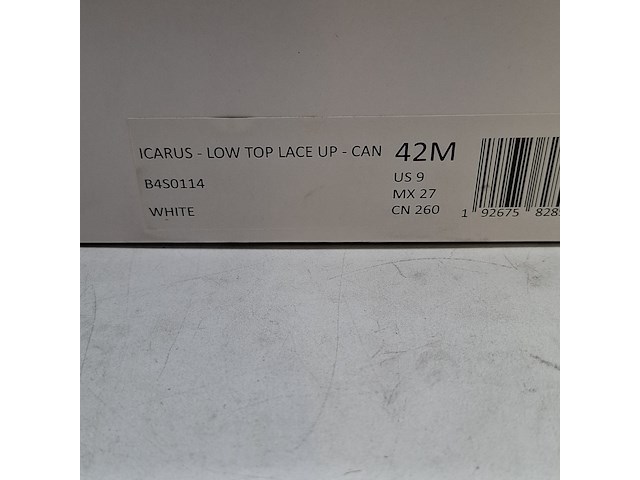 ICARUS - LOW TOP LACE UP - CAN 42M
B4S0114 US 9
MX 27
WHITE CN 260
1 92675